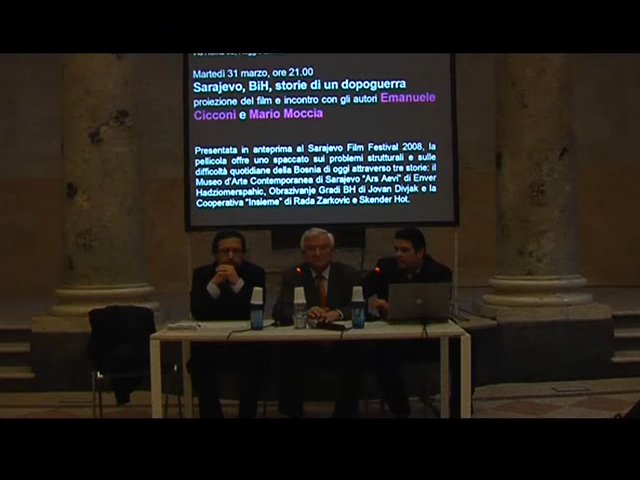 Martedì 31 marzo, ore 21.00
Sarajevo, BiH, storie di un dopoguerra
proiezione del film e incontro con gli autori Emanuele
Cicconi e Mario Moccia
Presentata in anteprima al Sarajevo Film Festival 2008, la
pellicola offre uno spaccato sui problemi strutturali e sulle
difficoltà quotidiane della Bosnia di oggi attraverso tre storie: il
Museo d'Arte Contemporanea di Sarajevo "Ars Aevi" di Enver
Hadziomerspahic, Obrazivanje Gradi BH di Jovan Divjak e la
Cooperativa "Insieme" di Rada Zarkovic e Skender Hot.